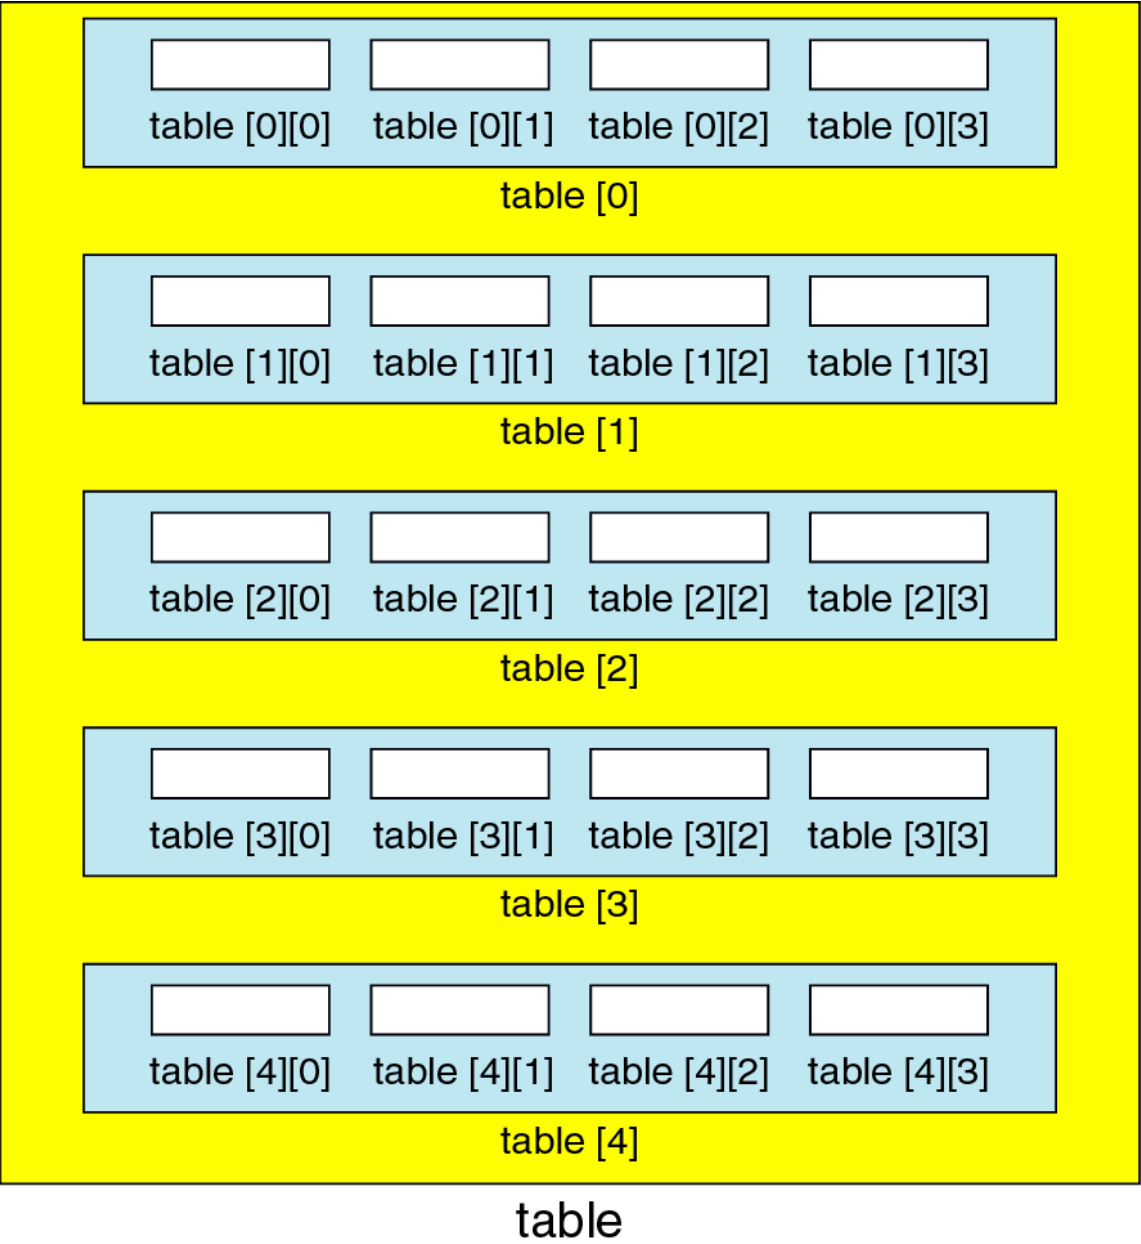 table [0][0] table [0][1] table [0][2] table [0][3]
table [0]
table [1][0] table [1][1] table [1][2] table [1][3]
table [1]
table [2][0] table [2][1] table [2][2] table [2][3]
table [2]
table [3][0] table [3][1] table [3][2] table [3][3]
table [3]
table [4][0] table [4][1] table [4][2] table [4][3]
table [4]
table